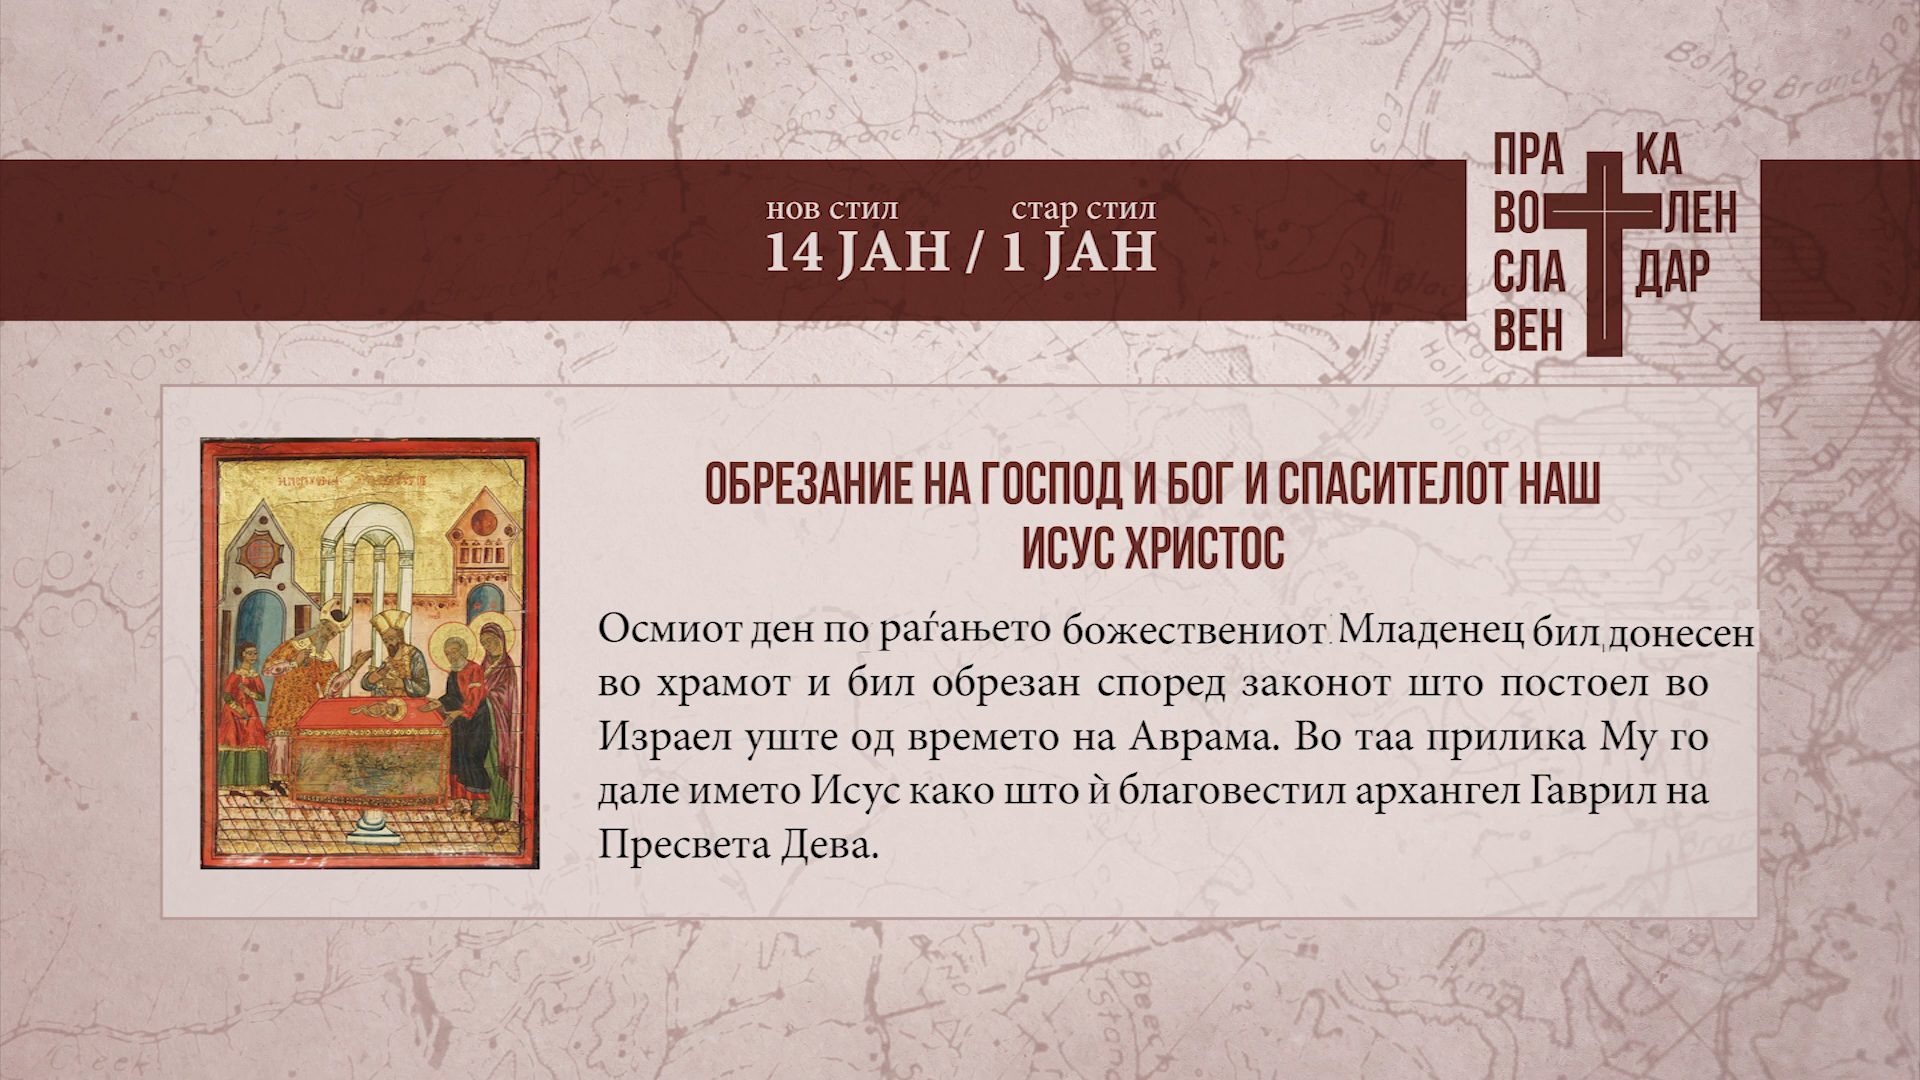 нов стил стар стил
14 ЈАН / 1 ЈАН
ПРА КА
ВО ЛЕН
СЛА ДАР
ВЕН
ОБРЕЗАНИЕ НА ГОСПОД И БОГ И СПАСИТЕЛОТ НАШ
ИСУС ХРИСТОС
Осмиот ден по раѓањето божествениот Младенец бил донесен
во храмот и бил обрезан според законот што постоел во
Израел уште од времето на Аврама. Во таа прилика Му го
дале името Исус како што ѝ благовестил архангел Гаврил на
Пресвета Дева.
Boling Branch